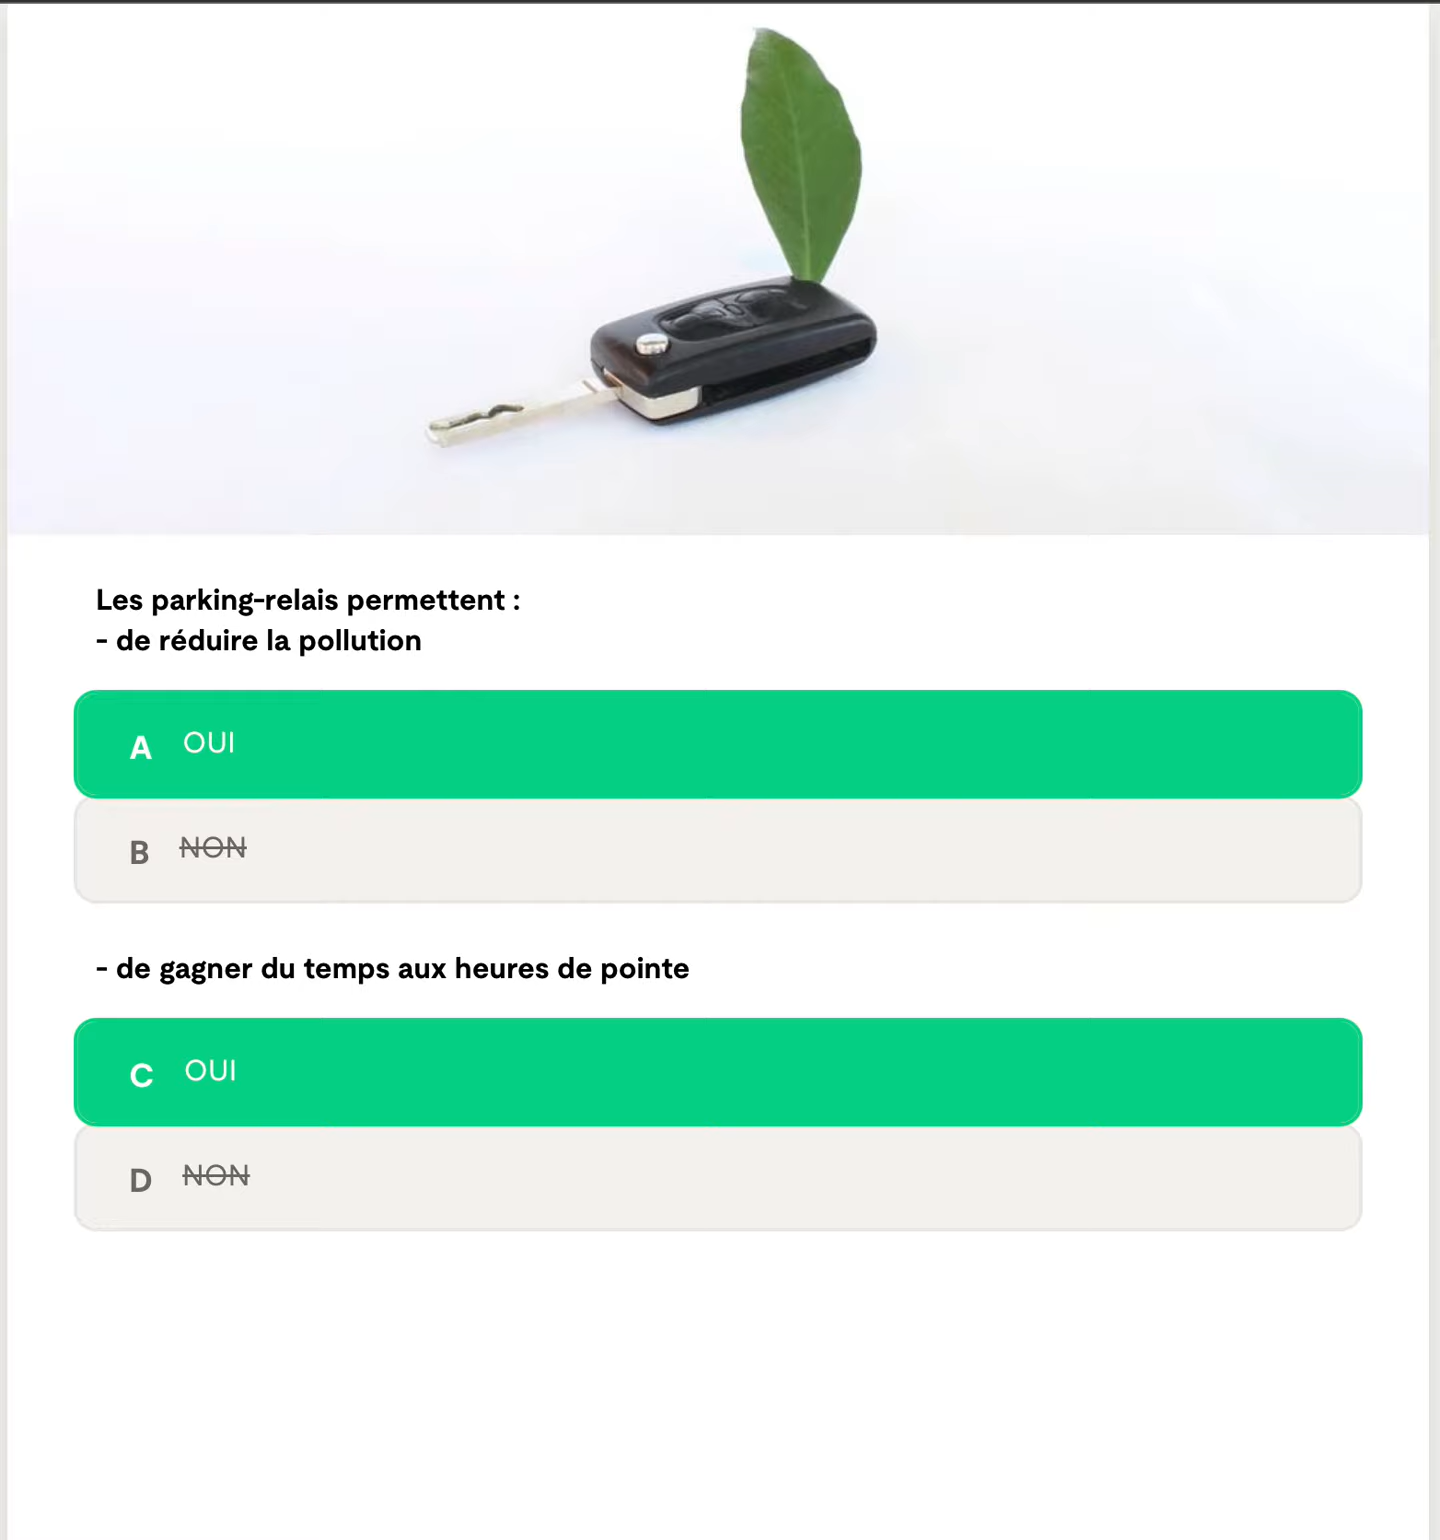 Les parking-relais permettent :
- de réduire la pollution
A OUI
B NON
- de gagner du temps aux heures de pointe
C OUI
D NON